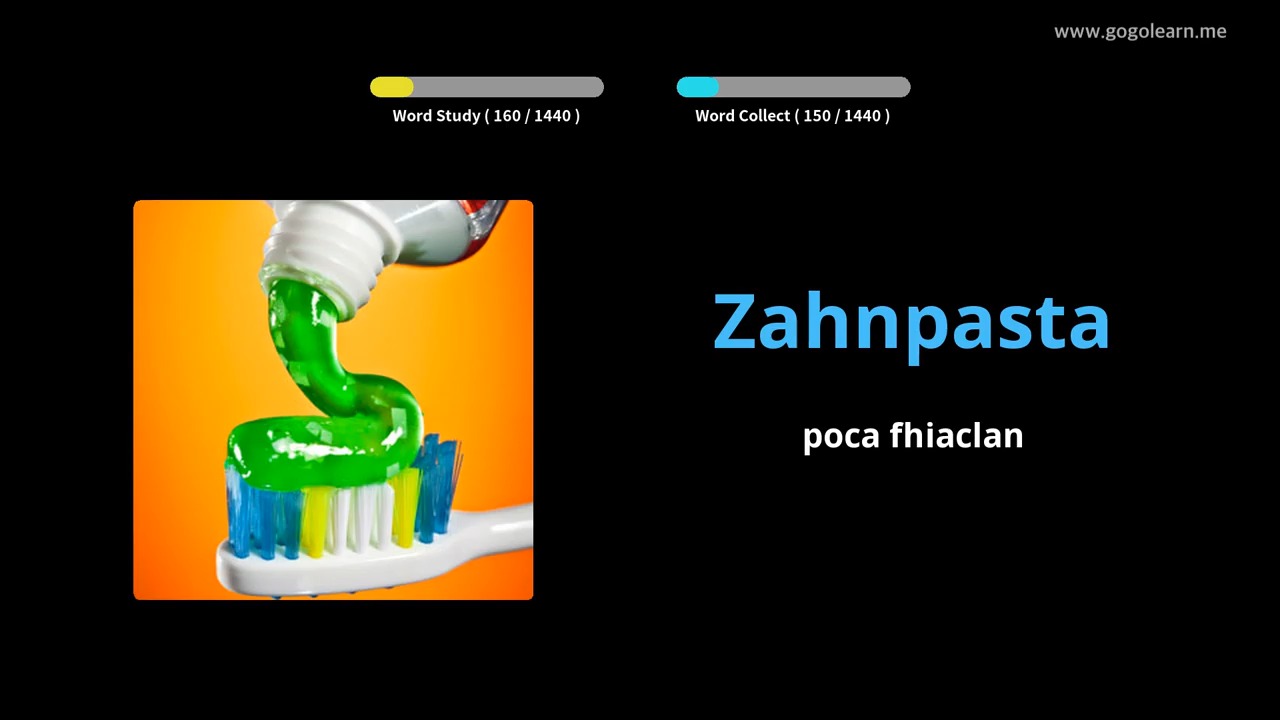 www.gogolearn.me
Word Study ( 160 / 1440 )
Word Collect ( 150 / 1440 )
Zahnpasta
poca fhiaclan